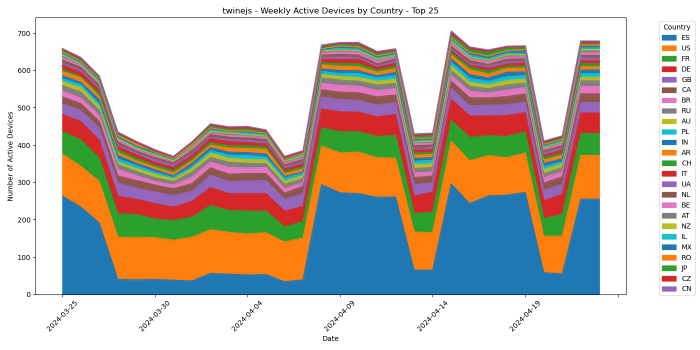 twinejs - Weekly Active Devices by Country - Top 25
Number of Active Devices
700
600
500
400
300
200
100
0
2024-03-25
2024-03-30
2024-04-04
2024-04-09
2024-04-14
2024-04-19
Date
Country
ES
US
FR
DE
GB
CA
BR
RU
AU
PL
IN
AR
CH
IT
UA
NL
BE
AT
NZ
IL
MX
RO
JP
CZ
CN